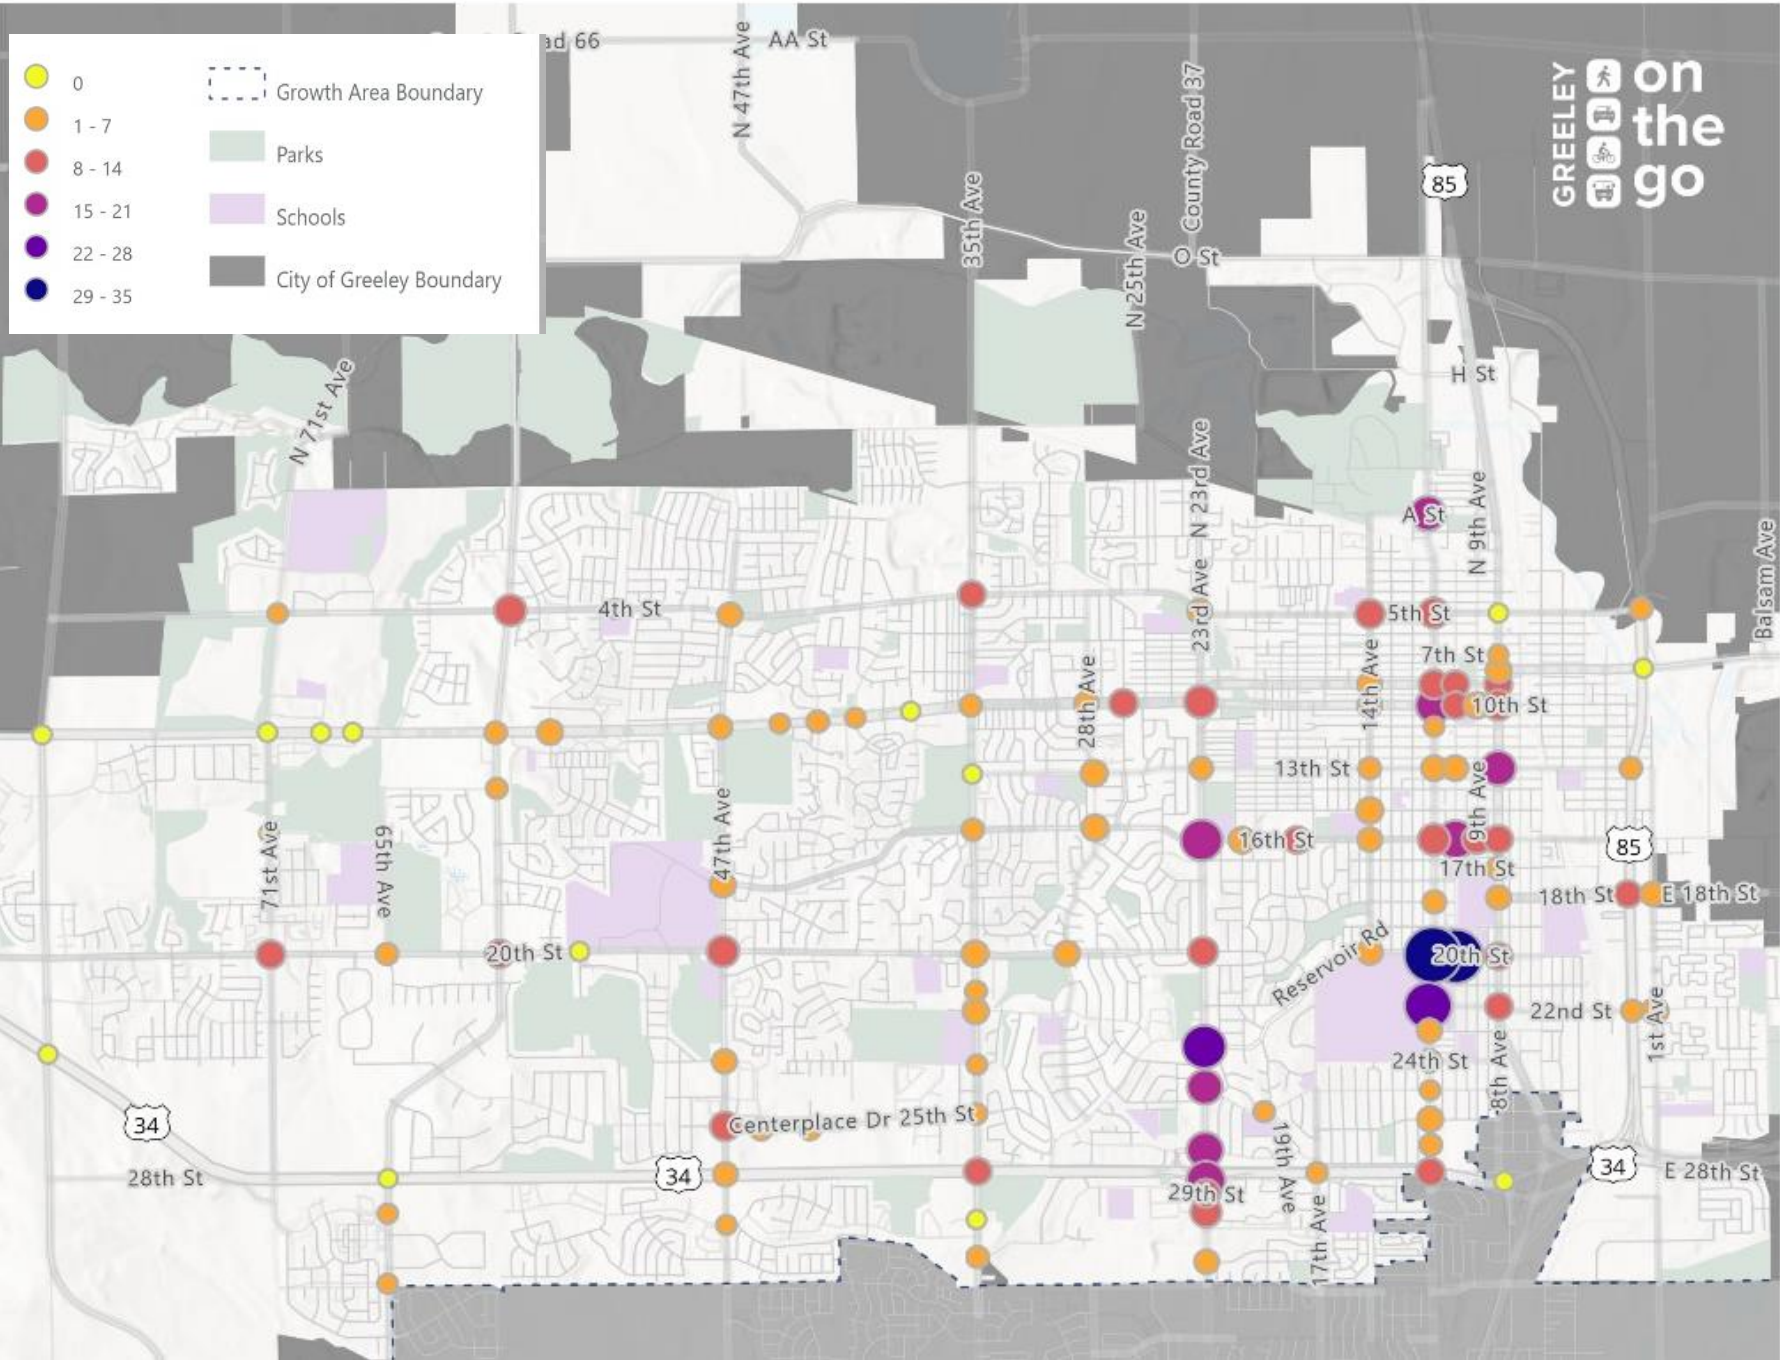 ad 66
AA St
N 47th Ave
0
1 - 7
8 - 14
15 - 21
22 - 28
29 - 35
Growth Area Boundary
Parks
Schools
City of Greeley Boundary
GREELEY
on
the
go
County Road 37
85
35th Ave
N 25th Ave
O St
H St
N 71st Ave
N 23rd Ave
N 9th Ave
A St
Balsam Ave
4th St
23rd Ave
5th St
14th Ave
7th St
28th Ave
10th St
13th St
9th Ave
71st Ave
65th Ave
47th Ave
16th St
85
17th St
18th St
E 18th St
20th St
Reservoir Rd
20th St
22nd St
1st Ave
24th St
8th Ave
34
Centerplace Dr
25th St
19th Ave
28th St
34
29th St
17th Ave
34
E 28th St